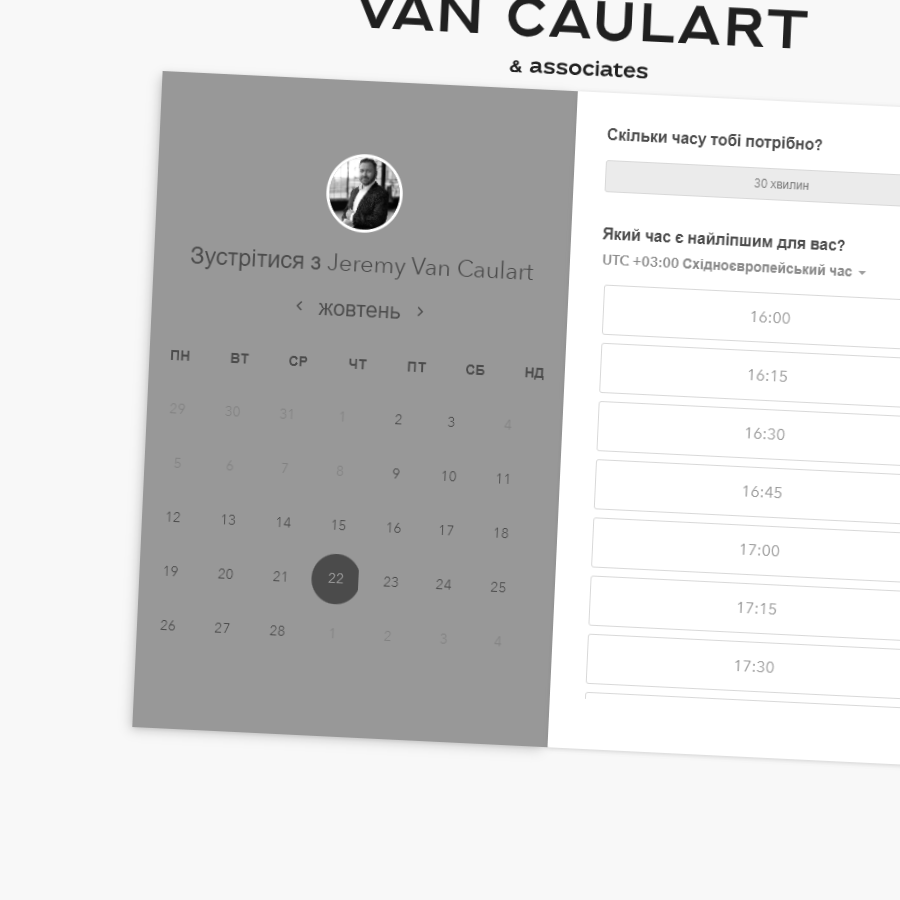 VAN CAULART
& associates
Зустрітися з Jeremy Van Caulart
жовтень
ПН ВТ СР ЧТ ПТ СБ НД
29 30 31 1 2 3 4
5 6 7 8 9 10 11
12 13 14 15 16 17 18
19 20 21 22 23 24 25
26 27 28 1 2 3 4
Скільки часу тобі потрібно?
30 хвилин
Який час є найліпшим для вас?
UTC +03:00 Східноєвропейський час
16:00
16:15
16:30
16:45
17:00
17:15
17:30